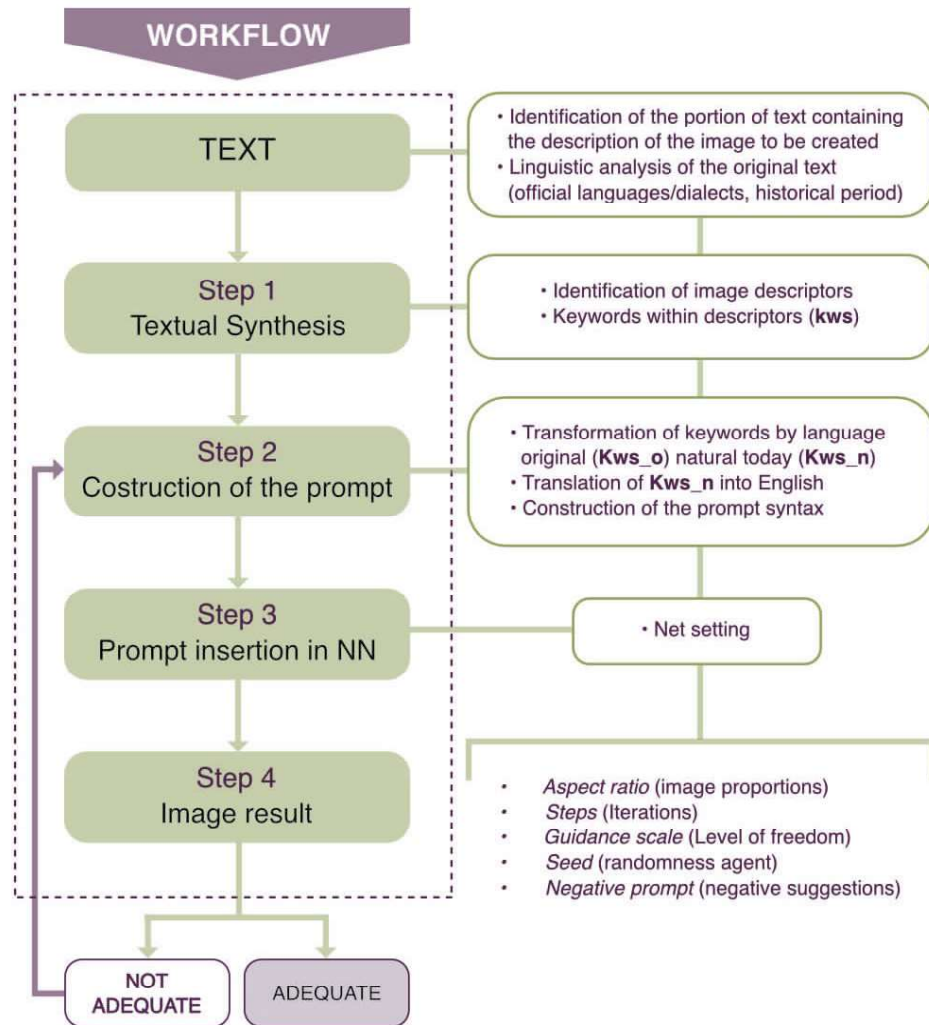 WORKFLOW
TEXT
• Identification of the portion of text containing
the description of the image to be created
• Linguistic analysis of the original text
(official languages/dialects, historical period)
Step 1
Textual Synthesis
• Identification of image descriptors
• Keywords within descriptors (kws)
Step 2
Costruction of the prompt
• Transformation of keywords by language
original (Kws_o) natural today (Kws_n)
• Translation of Kws_n into English
• Construction of the prompt syntax
Step 3
Prompt insertion in NN
• Net setting
Step 4
Image result
• Aspect ratio (image proportions)
• Steps (Iterations)
• Guidance scale (Level of freedom)
• Seed (randomness agent)
• Negative prompt (negative suggestions)
NOT
ADEQUATE
ADEQUATE